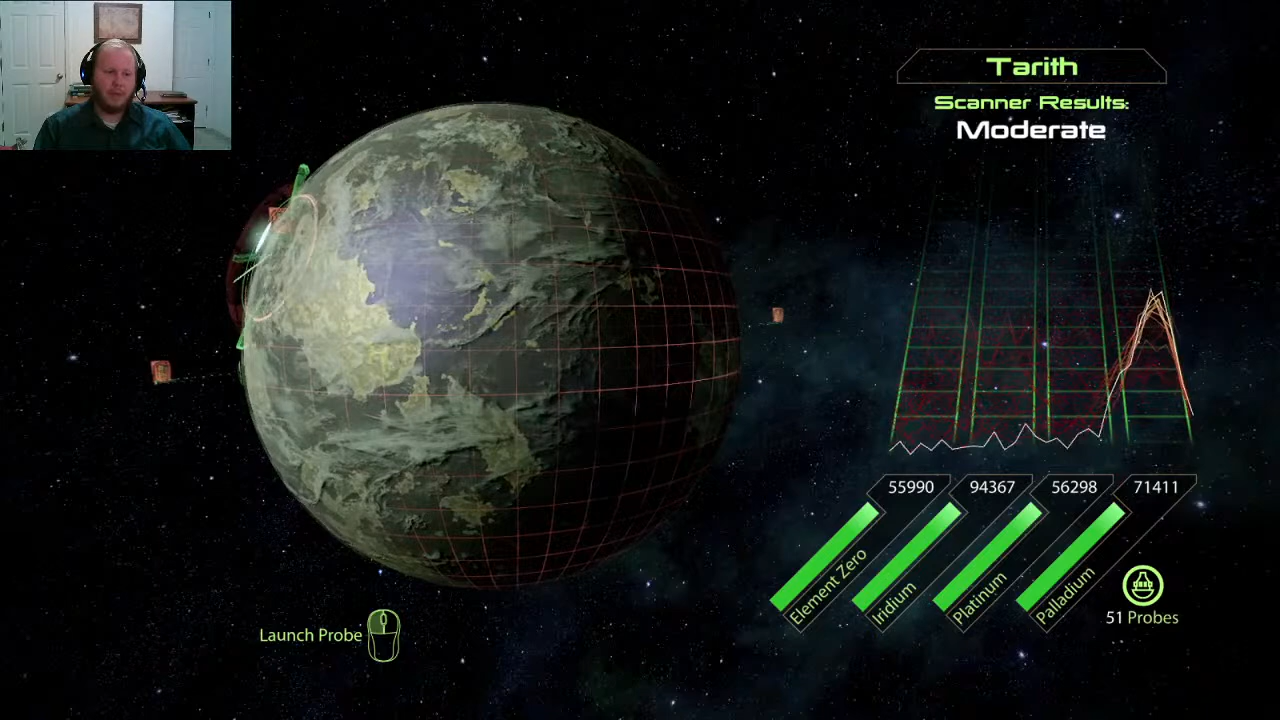 Tarith
Scanner Results:
Moderate
55990 94367 56298 71411
Element Zero Iridium Platinum Palladium
51 Probes
Launch Probe